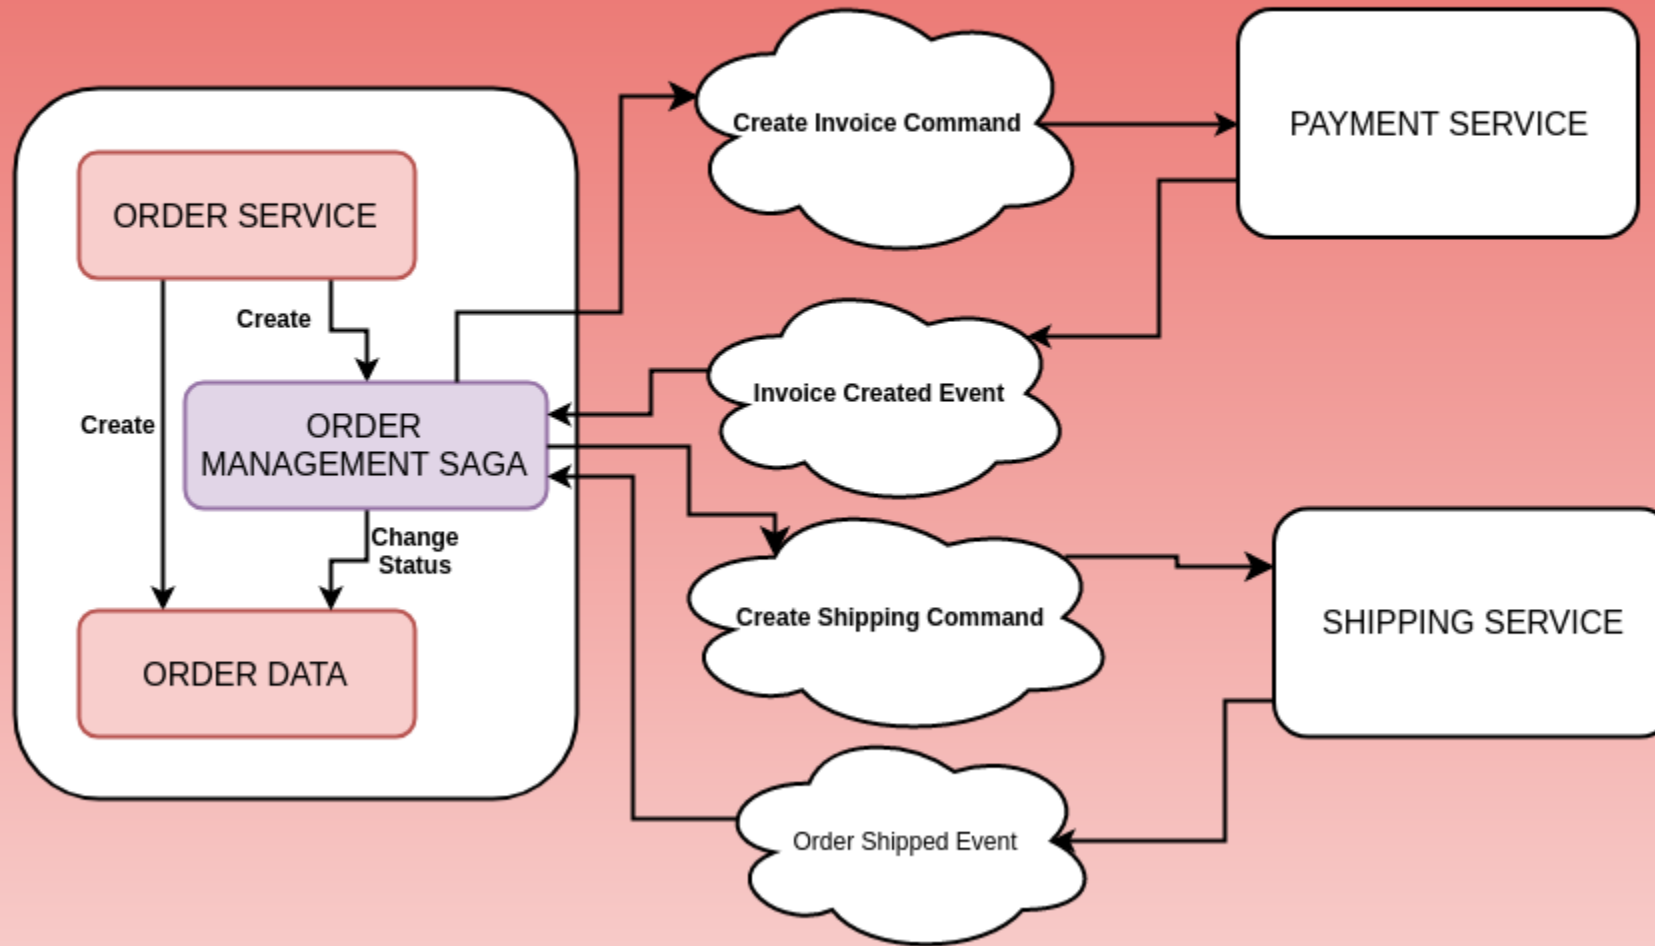 Create Invoice Command
PAYMENT SERVICE
ORDER SERVICE
Create
Invoice Created Event
Create
ORDER
MANAGEMENT SAGA
Change
Status
Create Shipping Command
SHIPPING SERVICE
ORDER DATA
Order Shipped Event